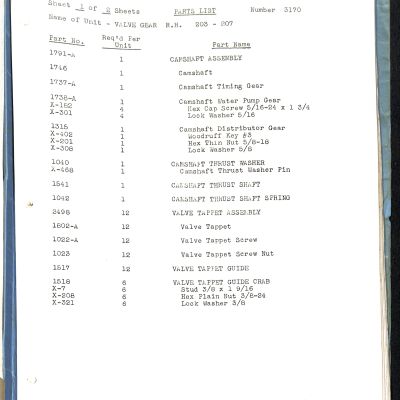 Sheet 1 of 2 Sheets PARTS LIST Number 3170
Name of Unit - VALVE GEAR R.H. 203 - 207
Part No. Req'd Per Unit Part Name
1791-A 1 CAMSHAFT ASSEMBLY
1746 1 Camshaft
1737-A 1 Camshaft Timing Gear
1738-A 1 Camshaft Water Pump Gear
X-152 4 Hex Cap Screw 5/16-24 x 1 3/4
X-301 4 Lock Washer 5/16
1315 1 Camshaft Distributor Gear
X-402 1 Woodruff Key #3
X-201 1 Hex Thin Nut 5/8-18
X-308 1 Lock Washer 5/8
1040 1 CAMSHAFT THRUST WASHER
X-468 1 Camshaft Thrust Washer Pin
1541 1 CAMSHAFT THRUST SHAFT
1042 1 CAMSHAFT THRUST SHAFT SPRING
2498 12 VALVE TAPPET ASSEMBLY
1502-A 12 Valve Tappet
1022-A 12 Valve Tappet Screw
1023 12 Valve Tappet Screw Nut
1517 12 VALVE TAPPET GUIDE
1518 6 VALVE TAPPET GUIDE CRAB
X-7 6 Stud 3/8 x 1 9/16
X-208 6 Hex Plain Nut 3/8-24
X-321 6 Lock Washer 3/8